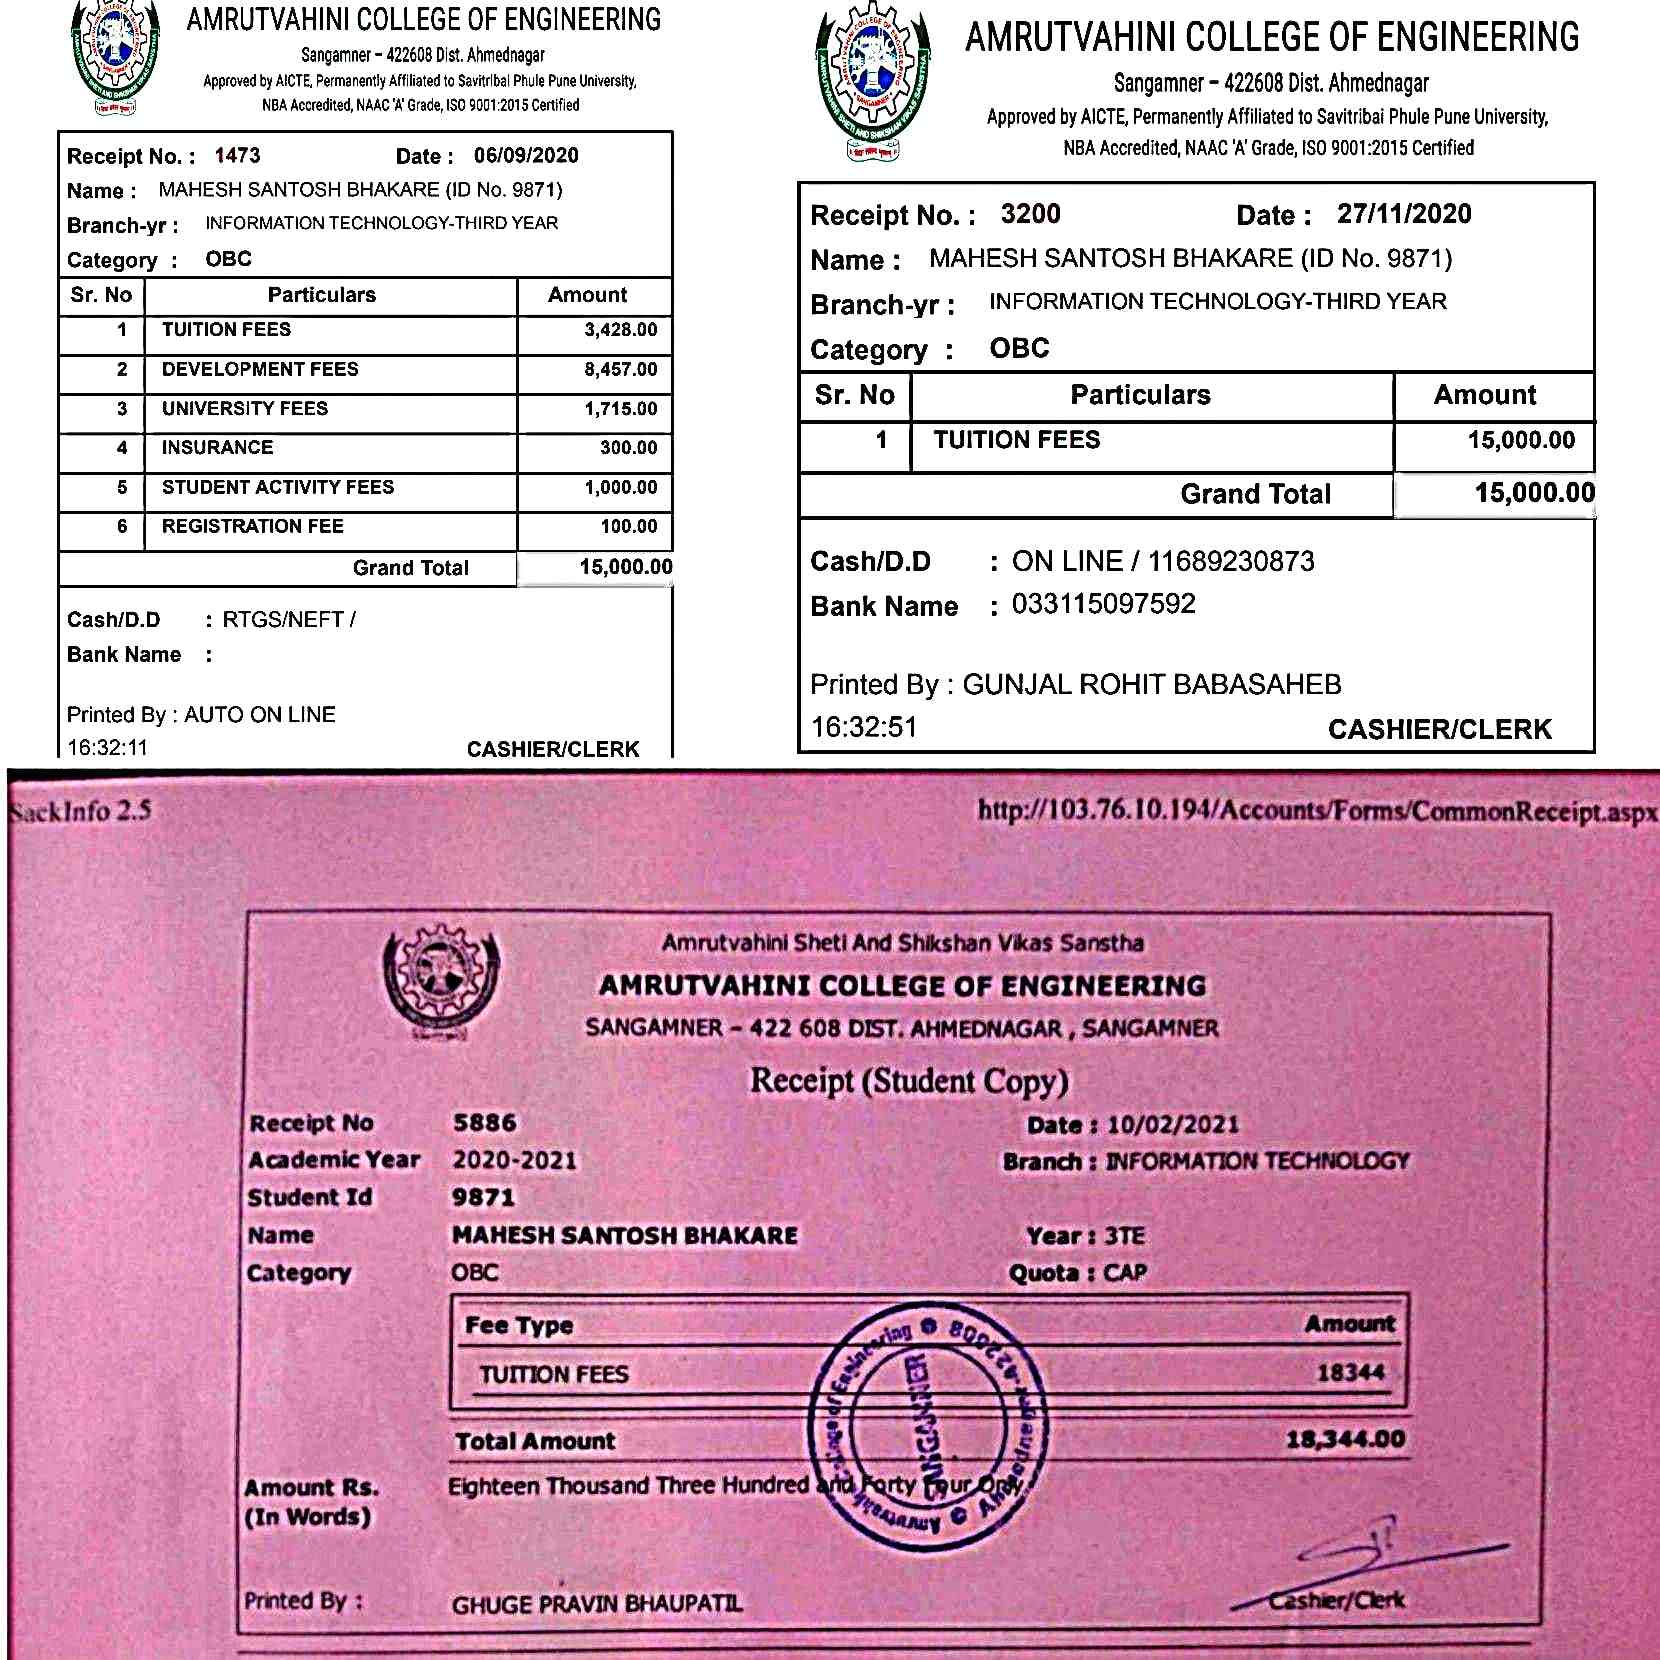 AMRUTVAHINI COLLEGE OF ENGINEERING
Sangamner – 422608 Dist. Ahmednagar
Approved by AICTE, Permanently Affiliated to Savitribai Phule Pune University,
NBA Accredited, NAAC 'A' Grade, ISO 9001:2015 Certified
Receipt No. : 1473 Date : 06/09/2020
Name : MAHESH SANTOSH BHAKARE (ID No. 9871)
Branch-yr : INFORMATION TECHNOLOGY-THIRD YEAR
Category : OBC
Sr. No Particulars Amount
1 TUITION FEES 3,428.00
2 DEVELOPMENT FEES 8,457.00
3 UNIVERSITY FEES 1,715.00
4 INSURANCE 300.00
5 STUDENT ACTIVITY FEES 1,000.00
6 REGISTRATION FEE 100.00
Grand Total 15,000.00
Cash/D.D : RTGS/NEFT /
Bank Name :
Printed By : AUTO ON LINE
16:32:11 CASHIER/CLERK
AMRUTVAHINI COLLEGE OF ENGINEERING
Sangamner – 422608 Dist. Ahmednagar
Approved by AICTE, Permanently Affiliated to Savitribai Phule Pune University,
NBA Accredited, NAAC 'A' Grade, ISO 9001:2015 Certified
AMRUTVAHINI SHETI AND SHIKSHAN VIKAS SANSTHA
Receipt No. : 3200 Date : 27/11/2020
Name : MAHESH SANTOSH BHAKARE (ID No. 9871)
Branch-yr : INFORMATION TECHNOLOGY-THIRD YEAR
Category : OBC
Sr. No Particulars Amount
1 TUITION FEES 15,000.00
Grand Total 15,000.00
Cash/D.D : ON LINE / 11689230873
Bank Name : 033115097592
Printed By : GUNJAL ROHIT BABASAHEB
16:32:51 CASHIER/CLERK
SackInfo 2.5 http://103.76.10.194/Accounts/Forms/CommonReceipt.aspx
Amrutvahini Sheti And Shikshan Vikas Sanstha
AMRUTVAHINI COLLEGE OF ENGINEERING
SANGAMNER – 422 608 DIST. AHMEDNAGAR , SANGAMNER
Receipt (Student Copy)
Receipt No 5886 Date : 10/02/2021
Academic Year 2020-2021 Branch : INFORMATION TECHNOLOGY
Student Id 9871
Name MAHESH SANTOSH BHAKARE Year : 3TE
Category OBC Quota : CAP
Fee Type Amount
TUITION FEES 18344
Total Amount 18,344.00
Amount Rs. Eighteen Thousand Three Hundred and Forty Four Only
(In Words)
SANGAMNER
Printed By : GHUGE PRAVIN BHAUPATIL Cashier/Clerk